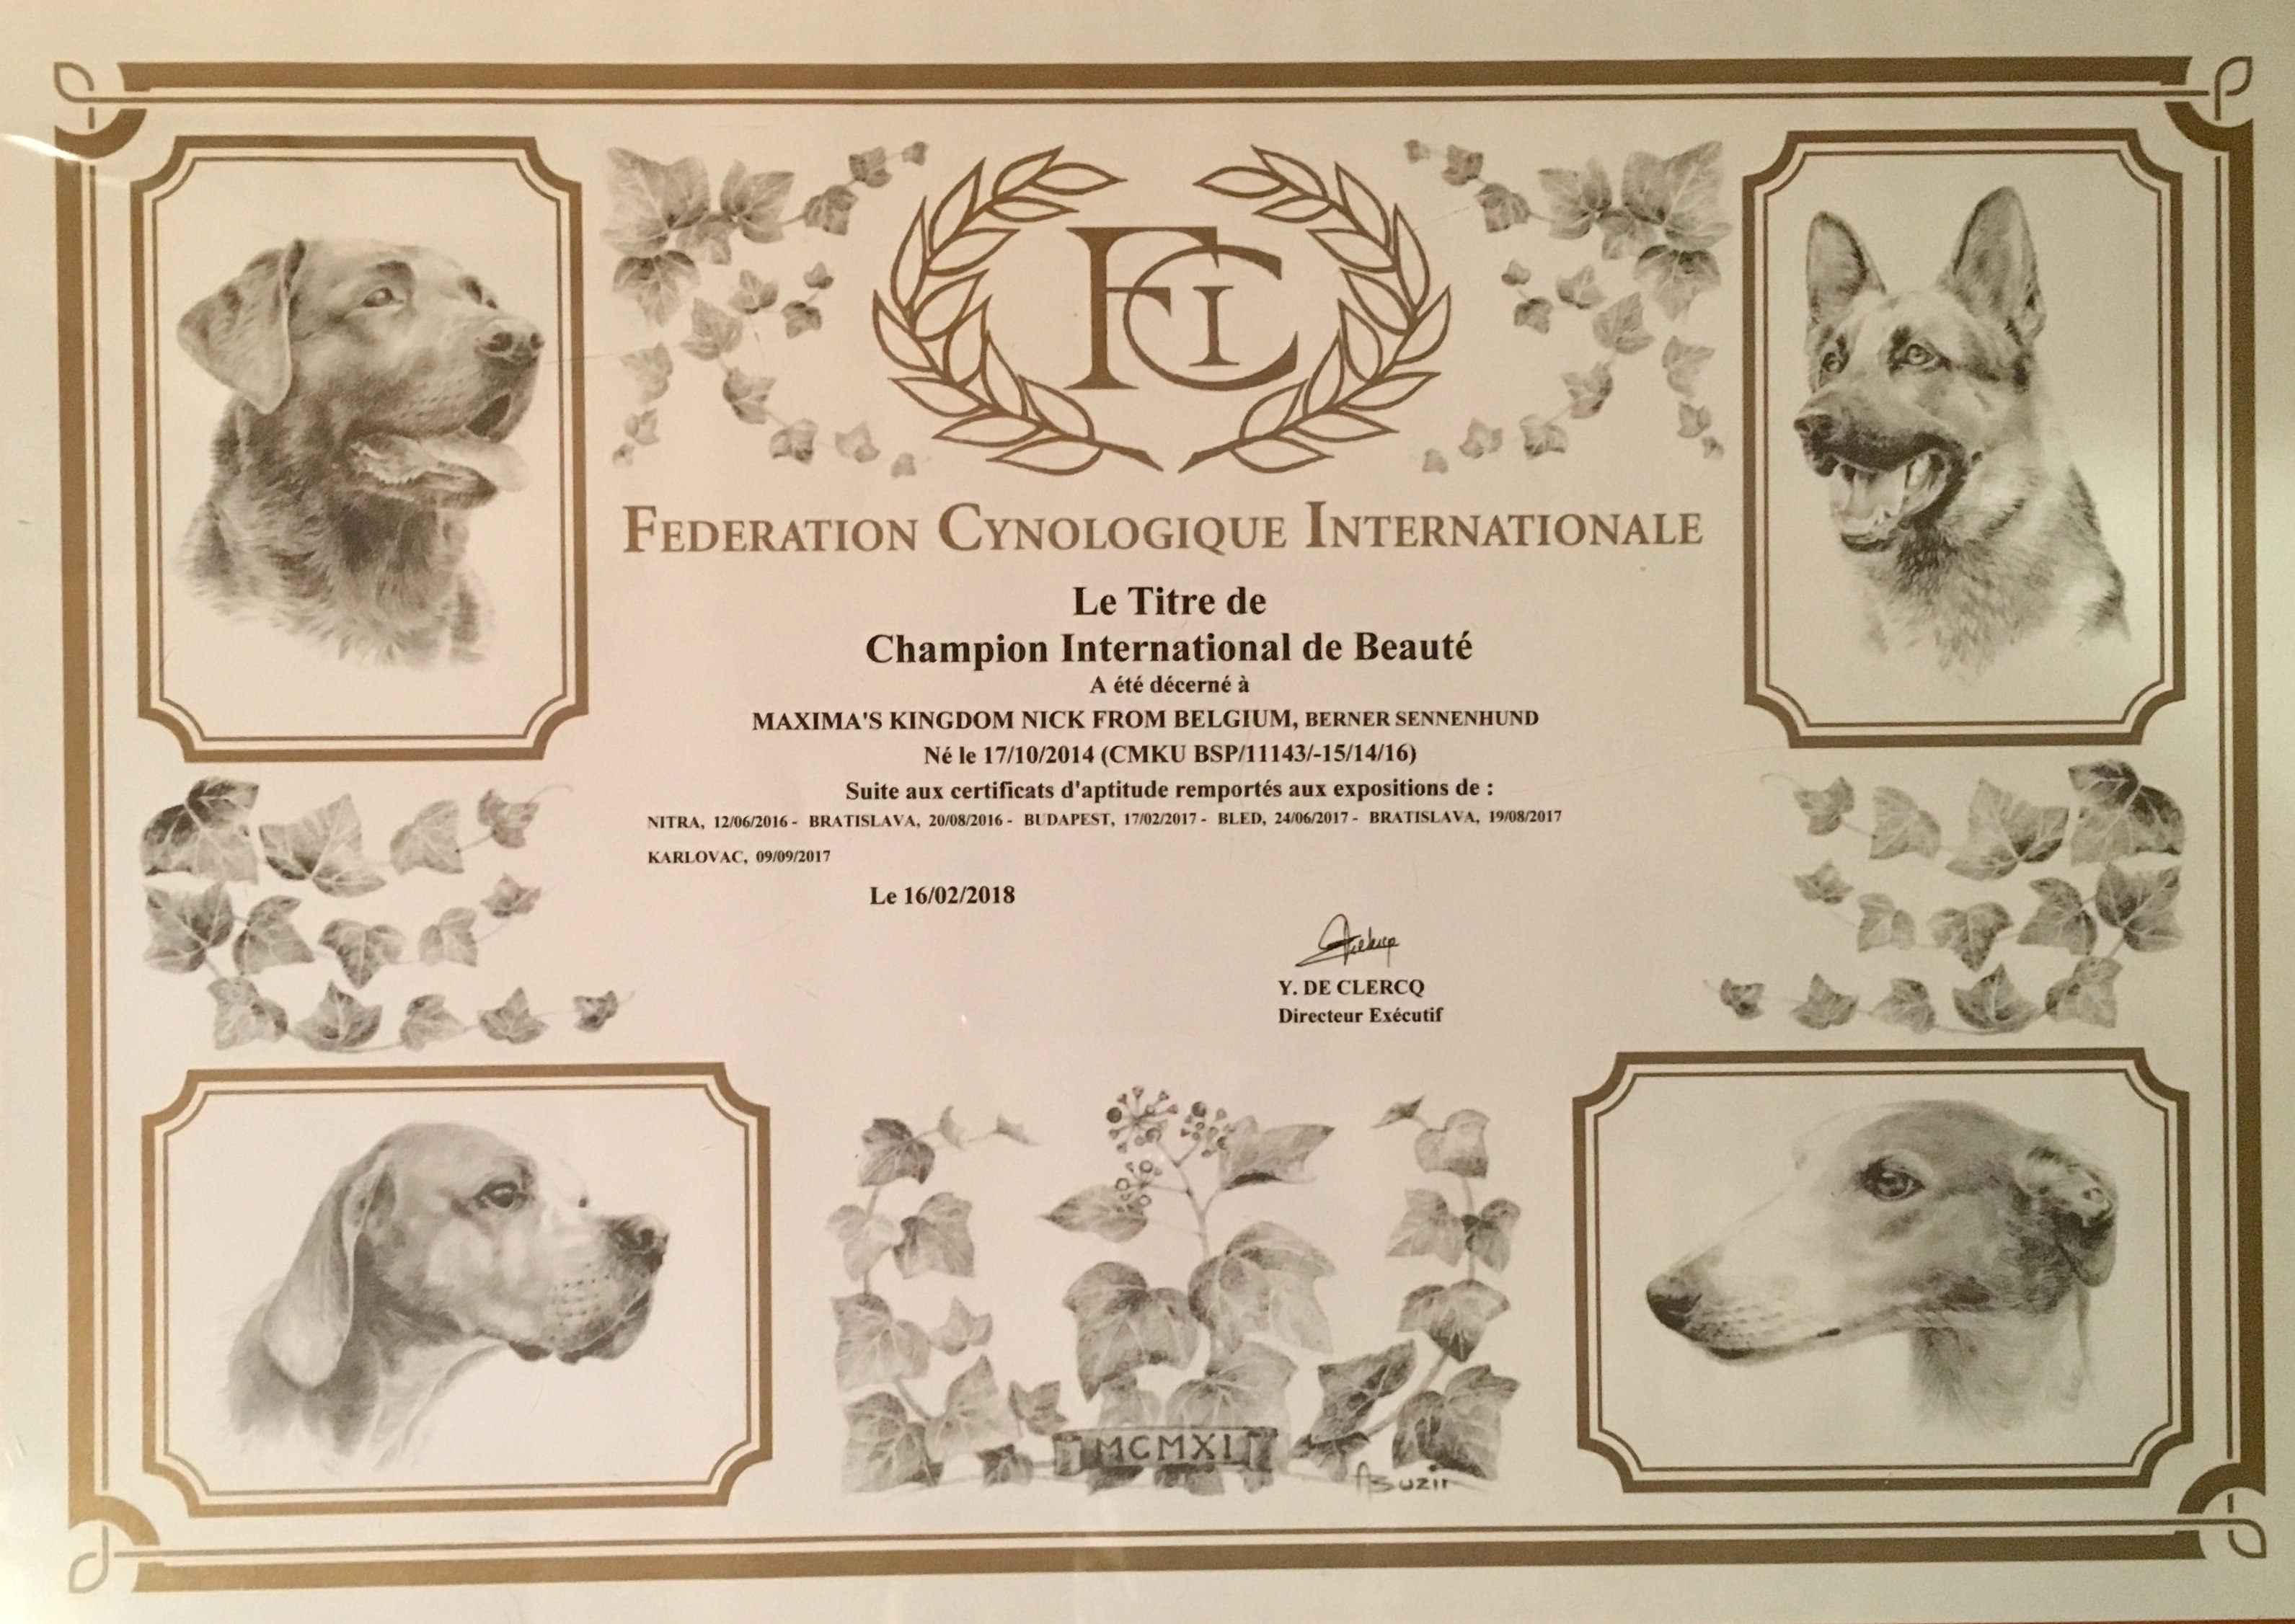 FCI
FEDERATION CYNOLOGIQUE INTERNATIONALE
Le Titre de
Champion International de Beauté
A été décerné à
MAXIMA'S KINGDOM NICK FROM BELGIUM, BERNER SENNENHUND
Né le 17/10/2014 (CMKU BSP/11143/-15/14/16)
Suite aux certificats d'aptitude remportés aux expositions de :
NITRA, 12/06/2016 - BRATISLAVA, 20/08/2016 - BUDAPEST, 17/02/2017 - BLED, 24/06/2017 - BRATISLAVA, 19/08/2017
KARLOVAC, 09/09/2017
Le 16/02/2018
Y. DE CLERCQ
Directeur Exécutif
MCMXI